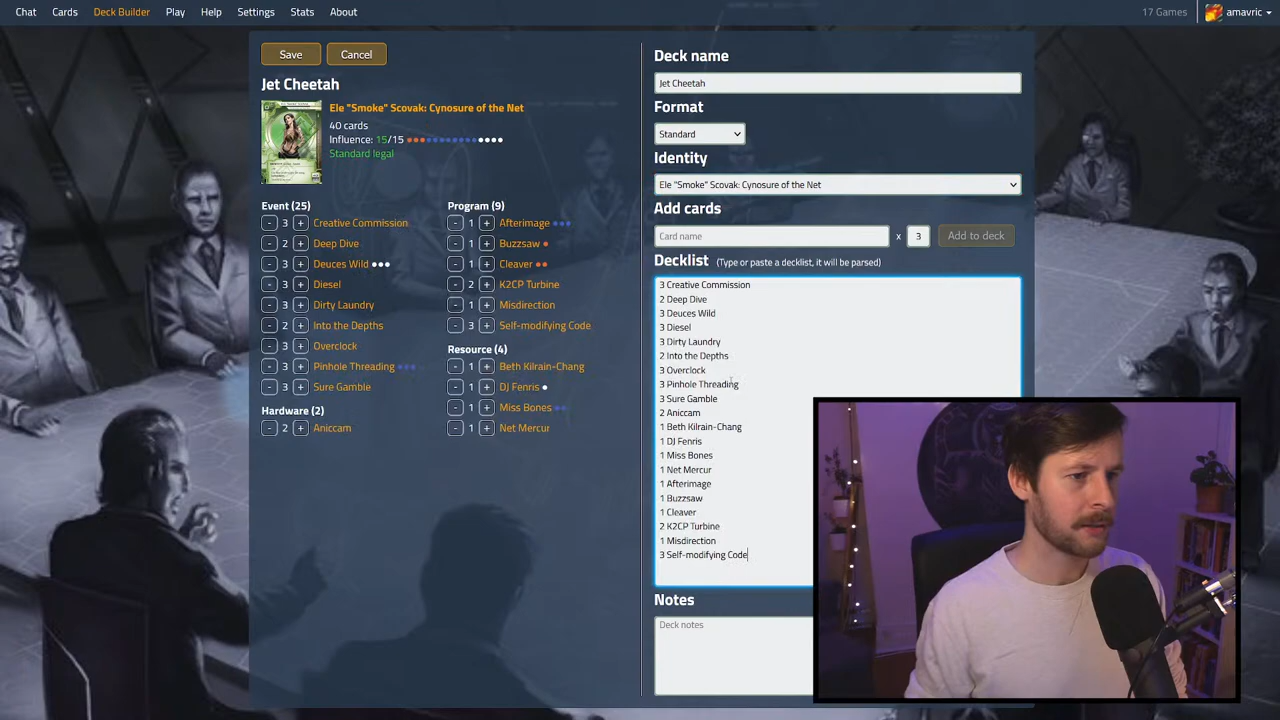 Chat Cards Deck Builder Play Help Settings Stats About 17 Games amavric
Save Cancel
Jet Cheetah
Ele "Smoke" Scovak: Cynosure of the Net
40 cards
Influence: 15/15
Standard legal
Event (25)
- 3 + Creative Commission
- 2 + Deep Dive
- 3 + Deuces Wild
- 3 + Diesel
- 3 + Dirty Laundry
- 2 + Into the Depths
- 3 + Overclock
- 3 + Pinhole Threading
- 3 + Sure Gamble
Hardware (2)
- 2 + Aniccam
Program (9)
- 1 + Afterimage
- 1 + Buzzsaw
- 1 + Cleaver
- 2 + K2CP Turbine
- 1 + Misdirection
- 3 + Self-modifying Code
Resource (4)
- 1 + Beth Kilrain-Chang
- 1 + DJ Fenris
- 1 + Miss Bones
- 1 + Net Mercur
Deck name
Jet Cheetah
Format
Standard
Identity
Ele "Smoke" Scovak: Cynosure of the Net
Add cards
Card name x 3 Add to deck
Decklist (Type or paste a decklist, it will be parsed)
3 Creative Commission
2 Deep Dive
3 Deuces Wild
3 Diesel
3 Dirty Laundry
2 Into the Depths
3 Overclock
3 Pinhole Threading
3 Sure Gamble
2 Aniccam
1 Beth Kilrain-Chang
1 DJ Fenris
1 Miss Bones
1 Net Mercur
1 Afterimage
1 Buzzsaw
1 Cleaver
2 K2CP Turbine
1 Misdirection
3 Self-modifying Code
Notes
Deck notes